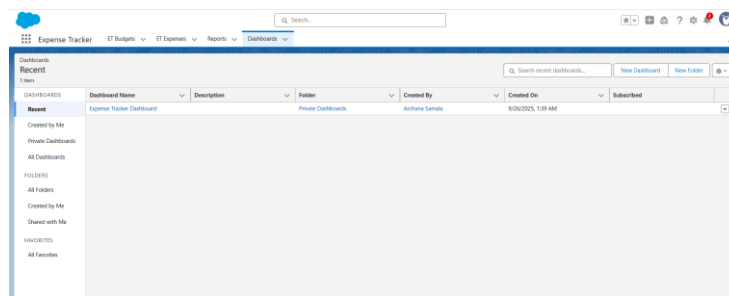 Search...
Expense Tracker ET Budgets ET Expenses Reports Dashboards
Dashboards
Recent
1 item
Search recent dashboards...
New Dashboard New Folder
DASHBOARDS
Recent
Created by Me
Private Dashboards
All Dashboards
FOLDERS
All Folders
Created by Me
Shared with Me
FAVORITES
All Favorites
Dashboard Name Description Folder Created By Created On Subscribed
Expense Tracker Dashboard Private Dashboards Archana Samala 9/26/2025, 1:39 AM